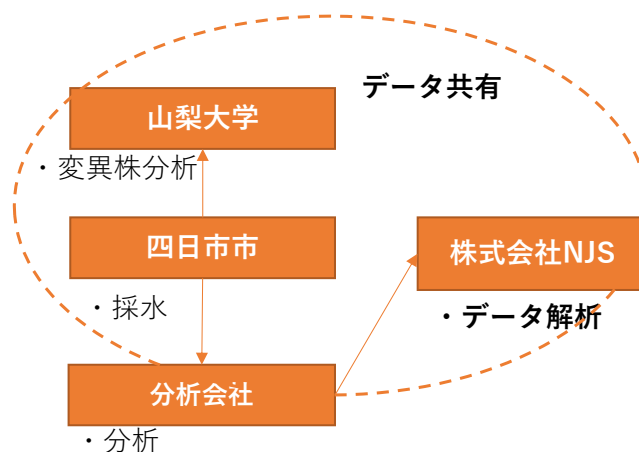 データ共有
山梨大学
・変異株分析
四日市市
株式会社NJS
・採水
・データ解析
分析会社
・分析